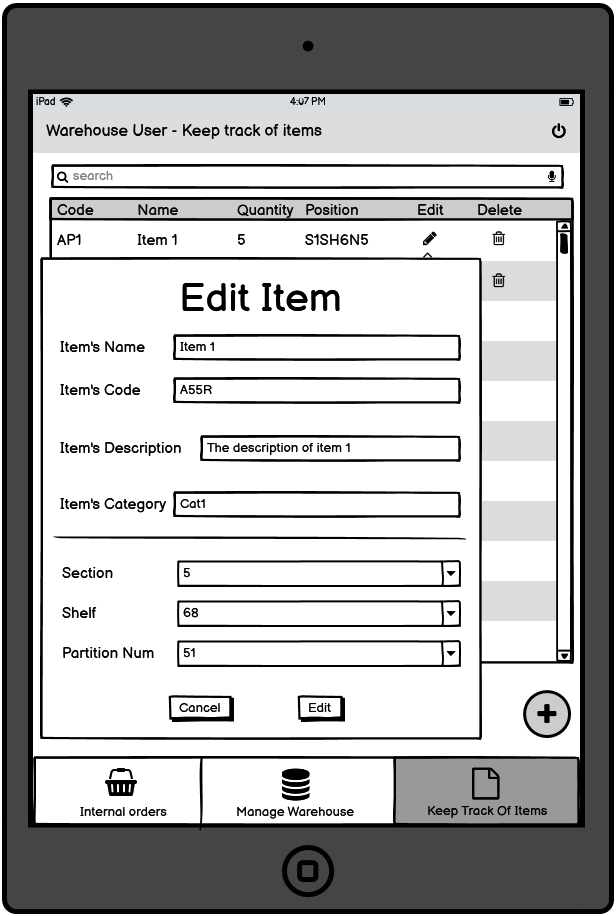 iPad 4:07 PM
Warehouse User - Keep track of items
search
Code Name Quantity Position Edit Delete
AP1 Item 1 5 S1SH6N5
Edit Item
Item's Name Item 1
Item's Code A55R
Item's Description The description of item 1
Item's Category Cat1
Section 5
Shelf 68
Partition Num 51
Cancel Edit
Internal orders Manage Warehouse Keep Track Of Items